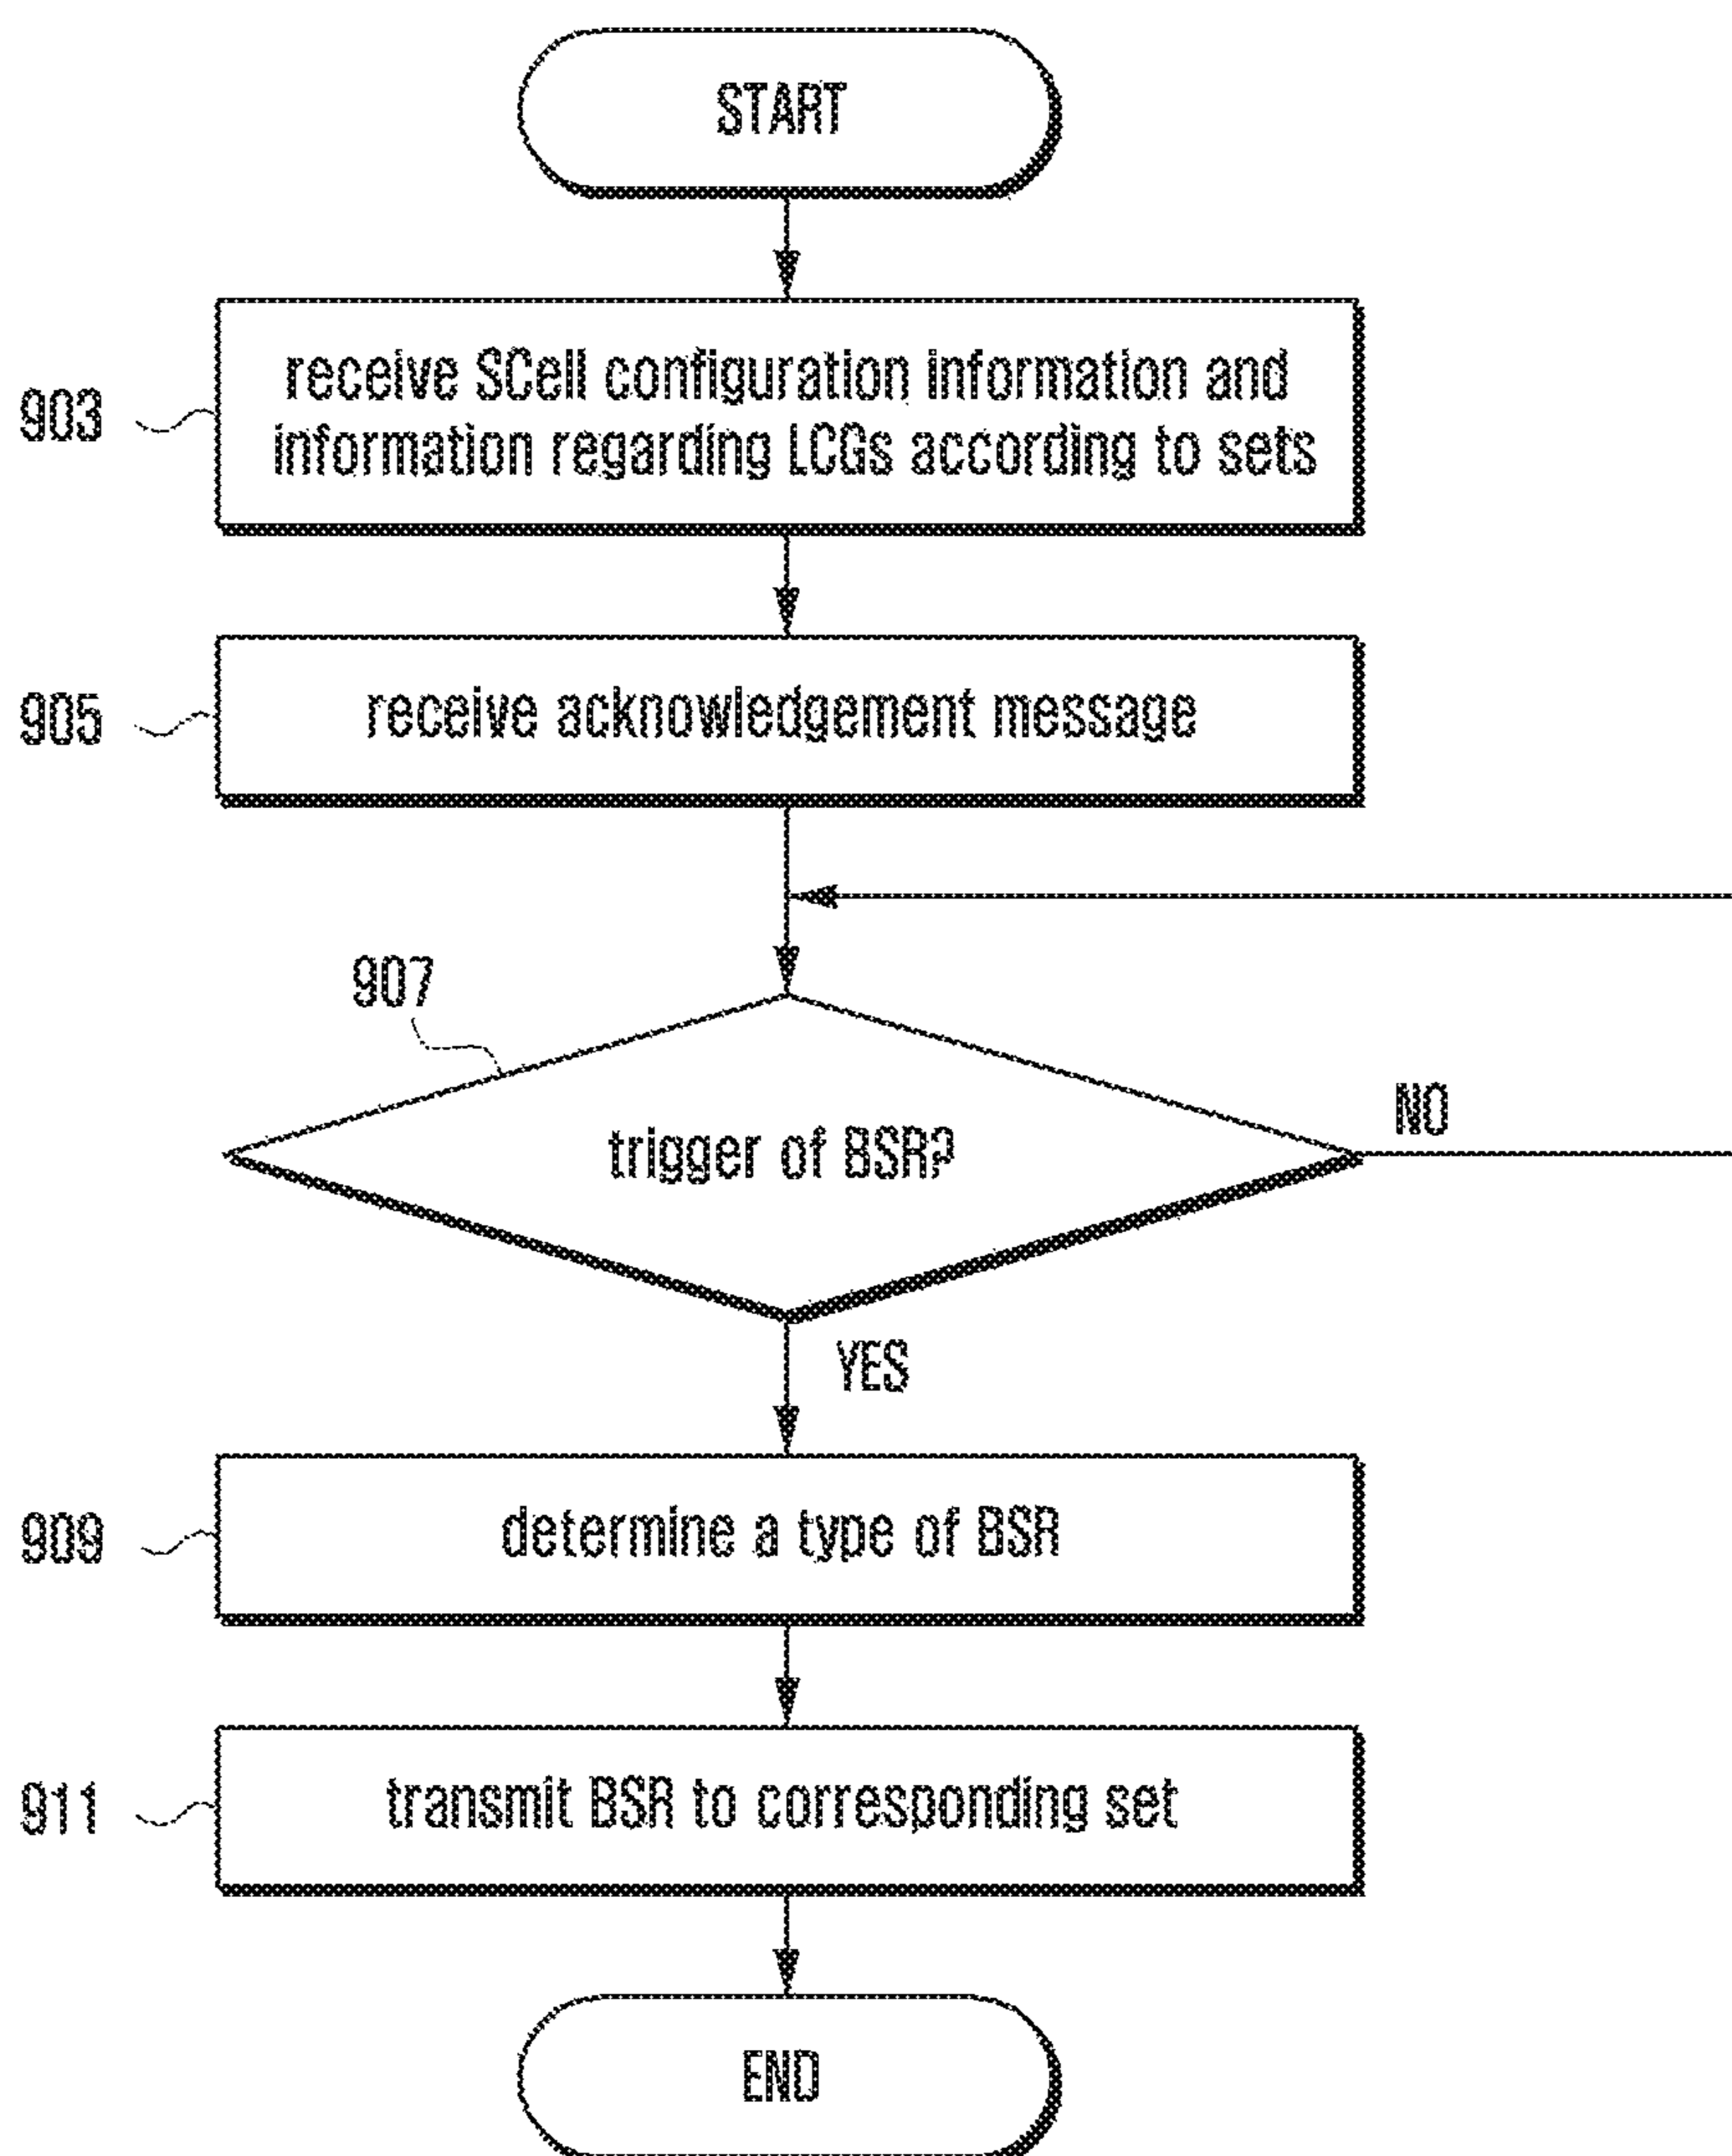 START
903
receive SCell configuration information and
information regarding LCGs according to sets
905
receive acknowledgement message
907
trigger of BSR?
NO
YES
909
determine a type of BSR
911
transmit BSR to corresponding set
END